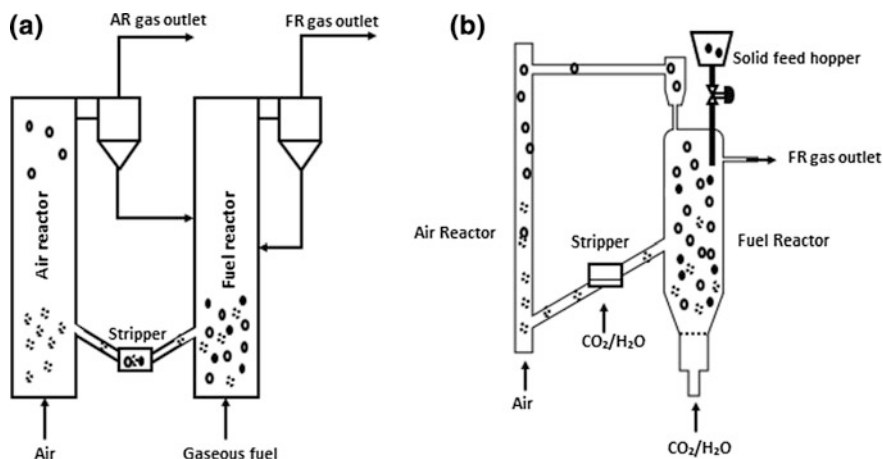 (a)
AR gas outlet
FR gas outlet
Air reactor
Fuel reactor
Stripper
Air
Gaseous fuel
(b)
Solid feed hopper
FR gas outlet
Air Reactor
Stripper
Fuel Reactor
CO₂/H₂O
Air
CO₂/H₂O